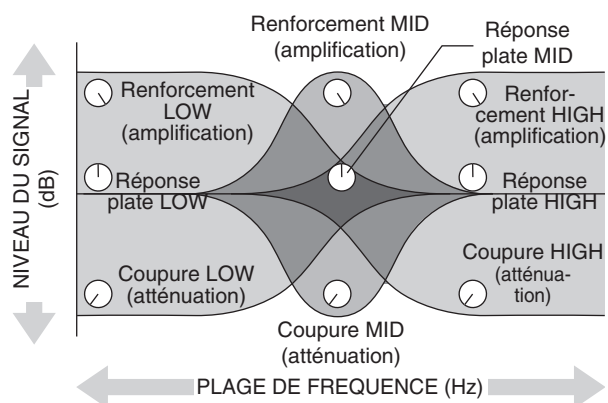 Renforcement MID
(amplification)
Réponse
plate MID
Renforcement
LOW
(amplification)
Renfor-
cement HIGH
(amplification)
Réponse
plate LOW
Réponse
plate HIGH
Coupure LOW
(atténuation)
Coupure HIGH
(atténua-
tion)
Coupure MID
(atténuation)
NIVEAU DU SIGNAL
(dB)
PLAGE DE FREQUENCE (Hz)